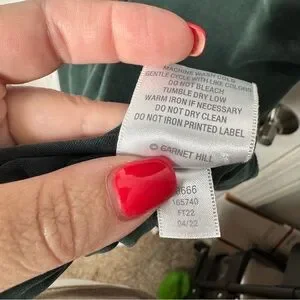 MACHINE WASH COLD
GENTLE CYCLE WITH LIKE COLORS
DO NOT BLEACH
TUMBLE DRY LOW
WARM IRON IF NECESSARY
DO NOT DRY CLEAN
DO NOT IRON PRINTED LABEL
© GARNET HILL
9666
165740
FT22
04/22